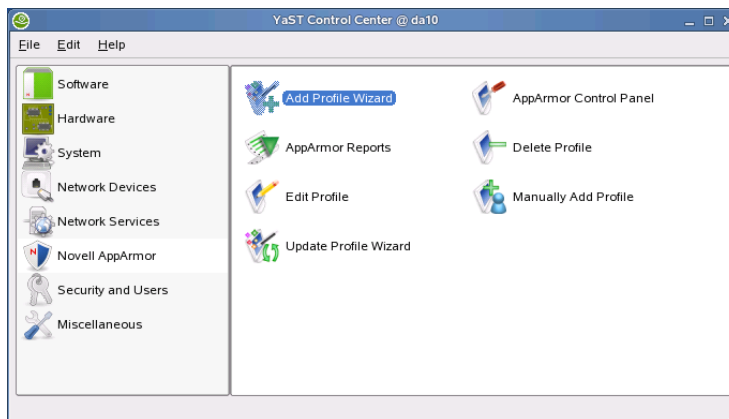 YaST Control Center @ da10
File Edit Help
Software
Hardware
System
Network Devices
Network Services
Novell AppArmor
Security and Users
Miscellaneous
Add Profile Wizard
AppArmor Control Panel
AppArmor Reports
Delete Profile
Edit Profile
Manually Add Profile
Update Profile Wizard